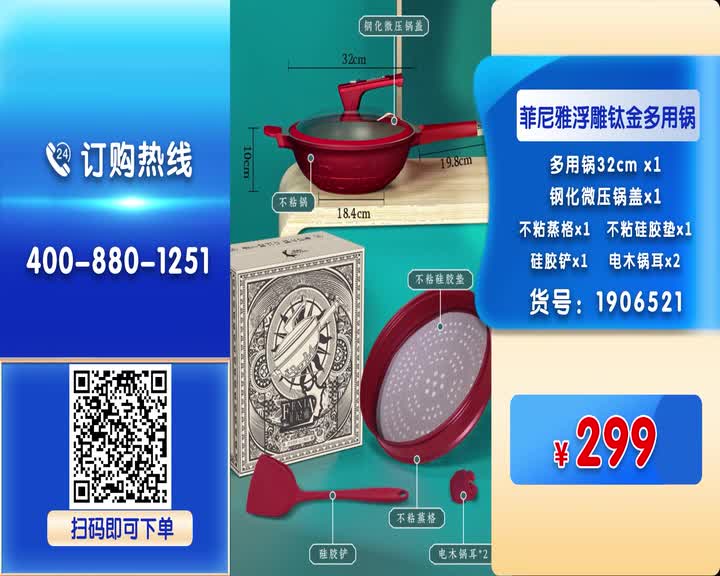 24
订购热线
400-880-1251
扫码即可下单
钢化微压锅盖
32cm
10cm
19.8cm
不粘锅
18.4cm
不粘硅胶垫
FENIA
不粘蒸格
硅胶铲
电木锅耳*2
菲尼雅浮雕钛金多用锅
多用锅32cm x1
钢化微压锅盖x1
不粘蒸格x1 不粘硅胶垫x1
硅胶铲x1 电木锅耳x2
货号：1906521
¥299